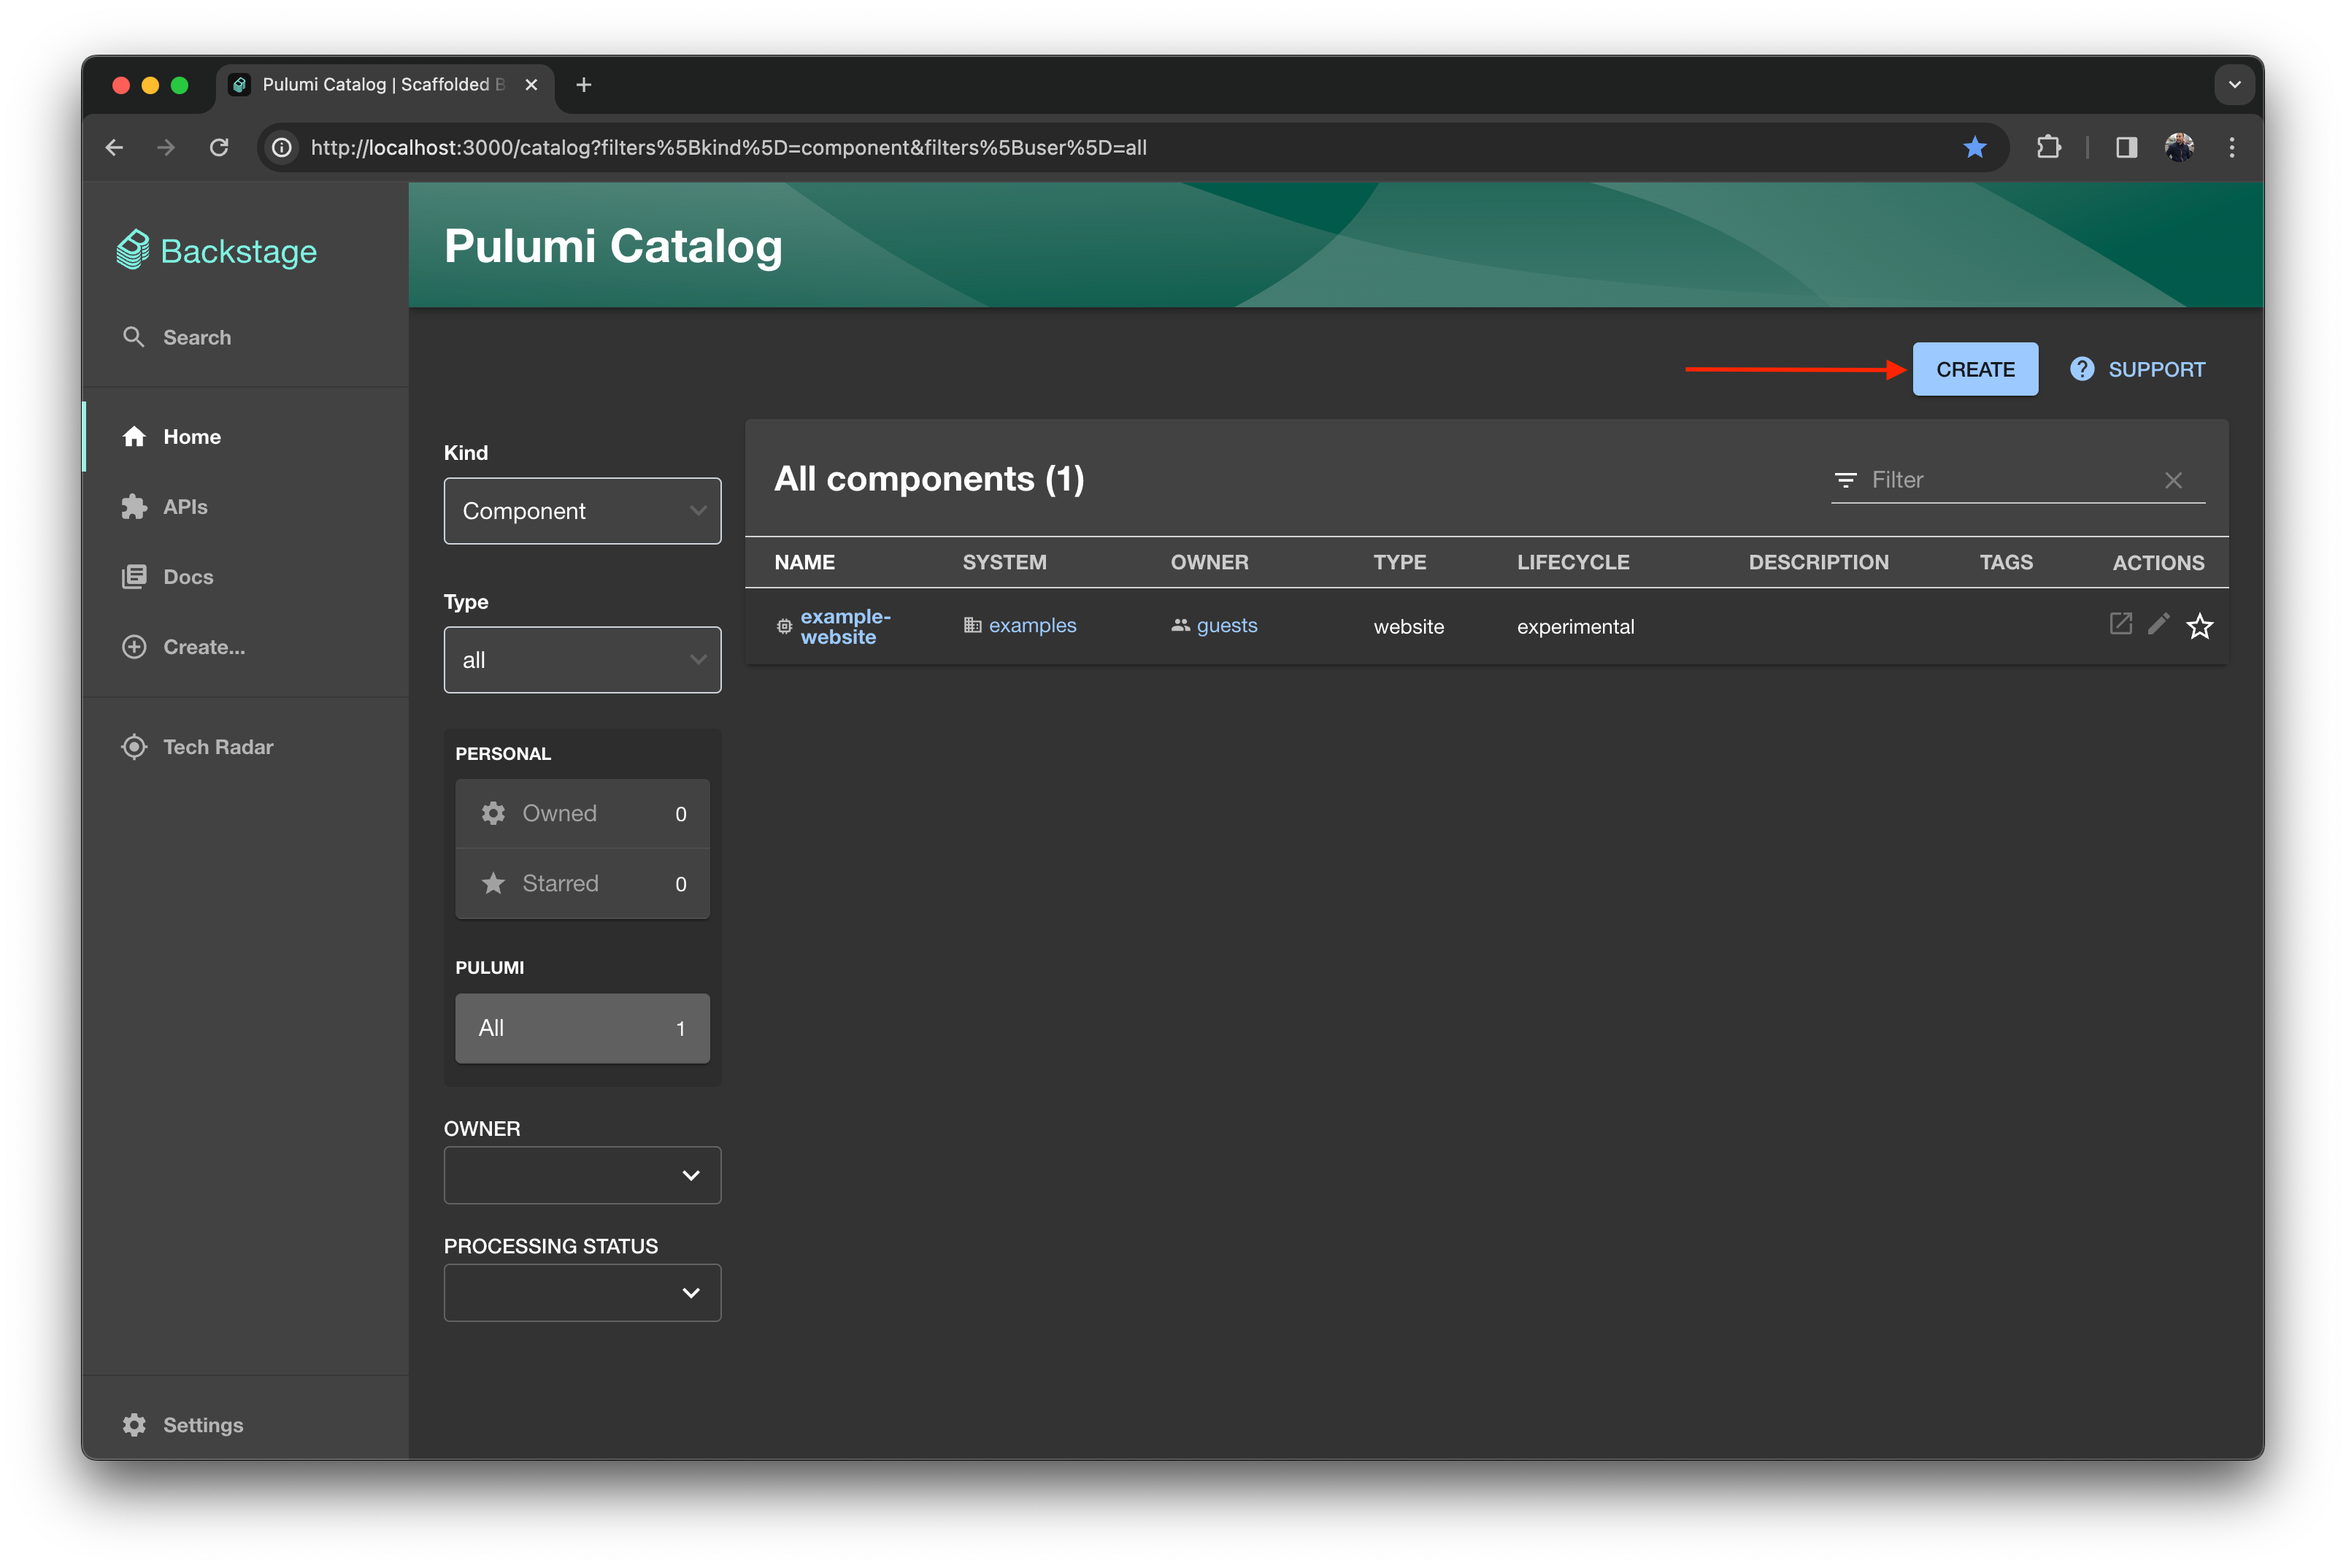 Pulumi Catalog | Scaffolded B
http://localhost:3000/catalog?filters%5Bkind%5D=component&filters%5Buser%5D=all
Backstage
Search
Home
APIs
Docs
Create...
Tech Radar
Settings
Pulumi Catalog
CREATE
SUPPORT
Kind
Component
Type
all
PERSONAL
Owned 0
Starred 0
PULUMI
All 1
OWNER
PROCESSING STATUS
All components (1)
Filter
NAME SYSTEM OWNER TYPE LIFECYCLE DESCRIPTION TAGS ACTIONS
example-
website
examples guests website experimental